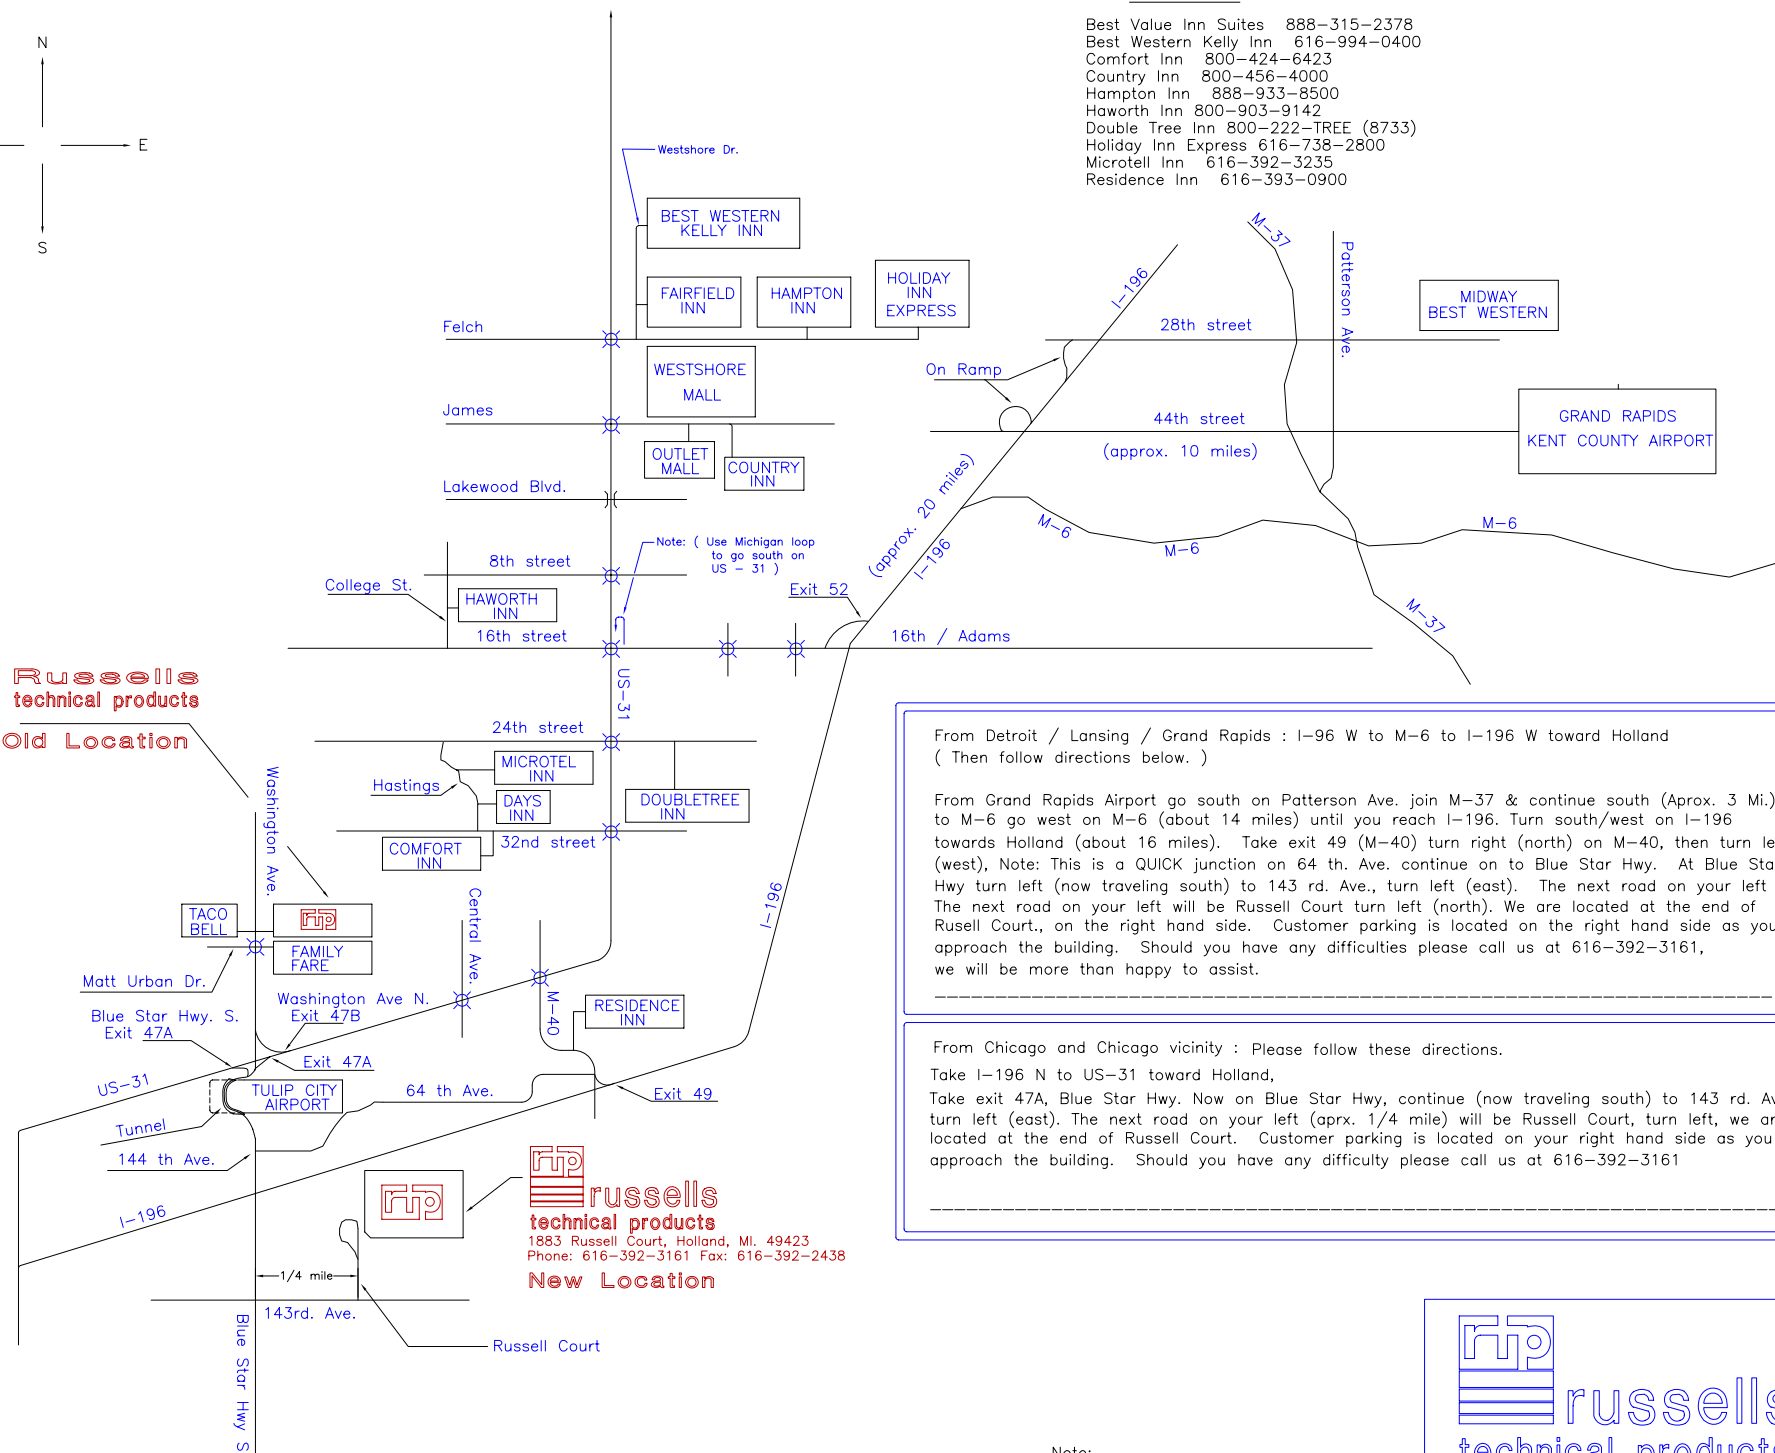 Best Value Inn Suites 888-315-2378
Best Western Kelly Inn 616-994-0400
Comfort Inn 800-424-6423
Country Inn 800-456-4000
Hampton Inn 888-933-8500
Haworth Inn 800-903-9142
Double Tree Inn 800-222-TREE (8733)
Holiday Inn Express 616-738-2800
Microtell Inn 616-392-3235
Residence Inn 616-393-0900
N
E
S
Westshore Dr.
BEST WESTERN
KELLY INN
FAIRFIELD
INN
HAMPTON
INN
HOLIDAY
INN
EXPRESS
Felch
WESTSHORE
MALL
James
OUTLET
MALL
COUNTRY
INN
Lakewood Blvd.
Note: ( Use Michigan loop
to go south on
US - 31 )
8th street
College St.
HAWORTH
INN
16th street
US-31
Exit 52
16th / Adams
I-196
M-37
Patterson Ave.
MIDWAY
BEST WESTERN
28th street
On Ramp
44th street
(approx. 10 miles)
GRAND RAPIDS
KENT COUNTY AIRPORT
(approx. 20 miles)
I-196
M-6
M-6
M-6
M-37
Russells
technical products
Old Location
24th street
MICROTEL
INN
Hastings
DAYS
INN
DOUBLETREE
INN
32nd street
COMFORT
INN
Washington Ave.
TACO
BELL
rtp
FAMILY
FARE
Matt Urban Dr.
Central Ave.
M-40
RESIDENCE
INN
I-196
Washington Ave N.
Exit 47B
Blue Star Hwy. S.
Exit 47A
Exit 47A
US-31
TULIP CITY
AIRPORT
64 th Ave.
Exit 49
Tunnel
144 th Ave.
I-196
rtp
rtp
russells
technical products
1883 Russell Court, Holland, MI. 49423
Phone: 616-392-3161 Fax: 616-392-2438
New Location
1/4 mile
143rd. Ave.
Blue Star Hwy S
Russell Court
From Detroit / Lansing / Grand Rapids : I-96 W to M-6 to I-196 W toward Holland
( Then follow directions below. )
From Grand Rapids Airport go south on Patterson Ave. join M-37 & continue south (Aprox. 3 Mi.)
to M-6 go west on M-6 (about 14 miles) until you reach I-196. Turn south/west on I-196
towards Holland (about 16 miles). Take exit 49 (M-40) turn right (north) on M-40, then turn le
(west), Note: This is a QUICK junction on 64 th. Ave. continue on to Blue Star Hwy. At Blue Sta
Hwy turn left (now traveling south) to 143 rd. Ave., turn left (east). The next road on your left
The next road on your left will be Russell Court turn left (north). We are located at the end of
Rusell Court., on the right hand side. Customer parking is located on the right hand side as you
approach the building. Should you have any difficulties please call us at 616-392-3161,
we will be more than happy to assist.
From Chicago and Chicago vicinity : Please follow these directions.
Take I-196 N to US-31 toward Holland,
Take exit 47A, Blue Star Hwy. Now on Blue Star Hwy, continue (now traveling south) to 143 rd. Av
turn left (east). The next road on your left (aprx. 1/4 mile) will be Russell Court, turn left, we ar
located at the end of Russell Court. Customer parking is located on your right hand side as you
approach the building. Should you have any difficulty please call us at 616-392-3161
rtp
russells
technical products
Note: